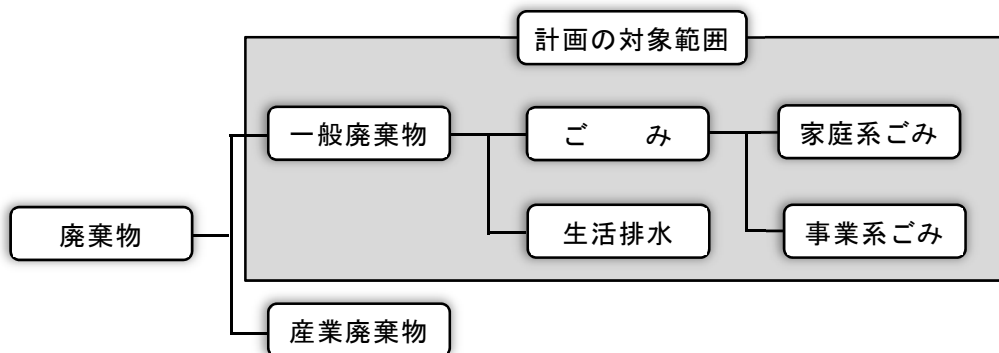 計画の対象範囲
一般廃棄物
ご　み
家庭系ごみ
廃棄物
生活排水
事業系ごみ
産業廃棄物